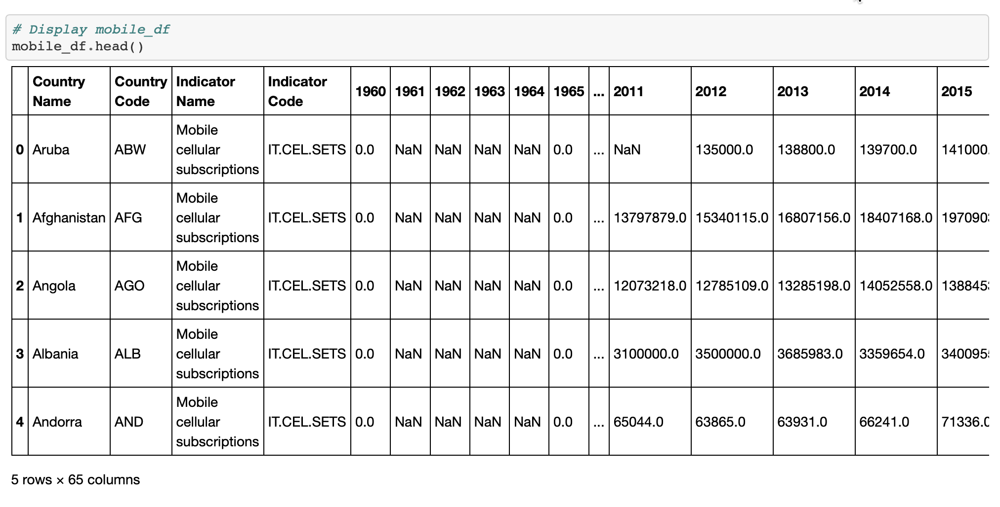 # Display mobile_df
mobile_df.head()
Country Name Country Code Indicator Name Indicator Code 1960 1961 1962 1963 1964 1965 ... 2011 2012 2013 2014 2015
0 Aruba ABW Mobile cellular subscriptions IT.CEL.SETS 0.0 NaN NaN NaN NaN 0.0 ... NaN 135000.0 138800.0 139700.0 141000.
1 Afghanistan AFG Mobile cellular subscriptions IT.CEL.SETS 0.0 NaN NaN NaN NaN 0.0 ... 13797879.0 15340115.0 16807156.0 18407168.0
2 Angola AGO Mobile cellular subscriptions IT.CEL.SETS 0.0 NaN NaN NaN NaN 0.0 ... 12073218.0 12785109.0 13285198.0 14052558.0
3 Albania ALB Mobile cellular subscriptions IT.CEL.SETS 0.0 NaN NaN NaN NaN 0.0 ... 3100000.0 3500000.0 3685983.0 3359654.0
4 Andorra AND Mobile cellular subscriptions IT.CEL.SETS 0.0 NaN NaN NaN NaN 0.0 ... 65044.0 63865.0 63931.0 66241.0 71336.0
5 rows × 65 columns